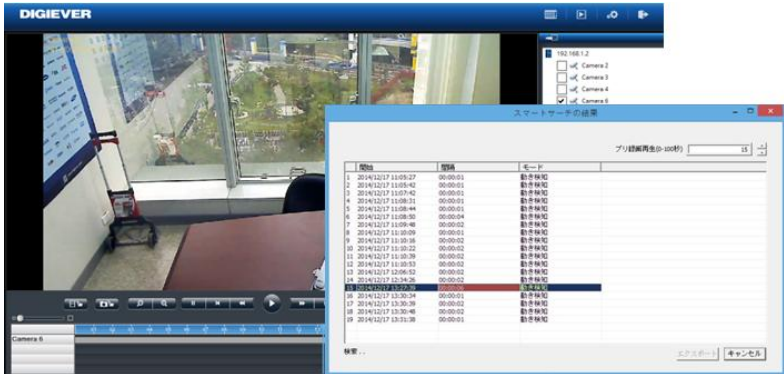 DIGIEVER
192.168.1.2
Camera 2
Camera 3
Camera 4
Camera 6
スマートサーチの結果
プリ録画再生(0-100秒) 15
開始 間隔 モード
1 2014/12/17 11:05:27 00:00:01 動き検知
2 2014/12/17 11:05:42 00:00:01 動き検知
3 2014/12/17 11:07:42 00:00:01 動き検知
4 2014/12/17 11:08:31 00:00:01 動き検知
5 2014/12/17 11:08:44 00:00:01 動き検知
6 2014/12/17 11:08:50 00:00:04 動き検知
7 2014/12/17 11:09:48 00:00:02 動き検知
8 2014/12/17 11:10:09 00:00:01 動き検知
9 2014/12/17 11:10:16 00:00:02 動き検知
10 2014/12/17 11:10:22 00:00:02 動き検知
11 2014/12/17 11:10:39 00:00:02 動き検知
12 2014/12/17 11:10:53 00:00:02 動き検知
13 2014/12/17 12:06:52 00:00:02 動き検知
14 2014/12/17 12:34:26 00:00:02 動き検知
15 2014/12/17 13:27:39 00:00:06 動き検知
16 2014/12/17 13:30:34 00:00:01 動き検知
17 2014/12/17 13:30:39 00:00:02 動き検知
18 2014/12/17 13:30:46 00:00:02 動き検知
19 2014/12/17 13:31:38 00:00:01 動き検知
Camera 6
検索 . .
エクスポート キャンセル